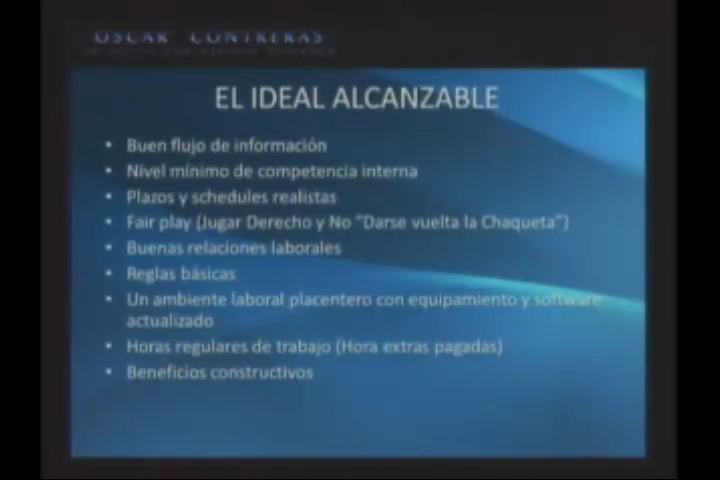 OSCAR CONTRERAS
EL IDEAL ALCANZABLE
• Buen flujo de información
• Nivel mínimo de competencia interna
• Plazos y schedules realistas
• Fair play (Jugar Derecho y No "Darse vuelta la Chaqueta")
• Buenas relaciones laborales
• Reglas básicas
• Un ambiente laboral placentero con equipamiento y software
actualizado
• Horas regulares de trabajo (Hora extras pagadas)
• Beneficios constructivos